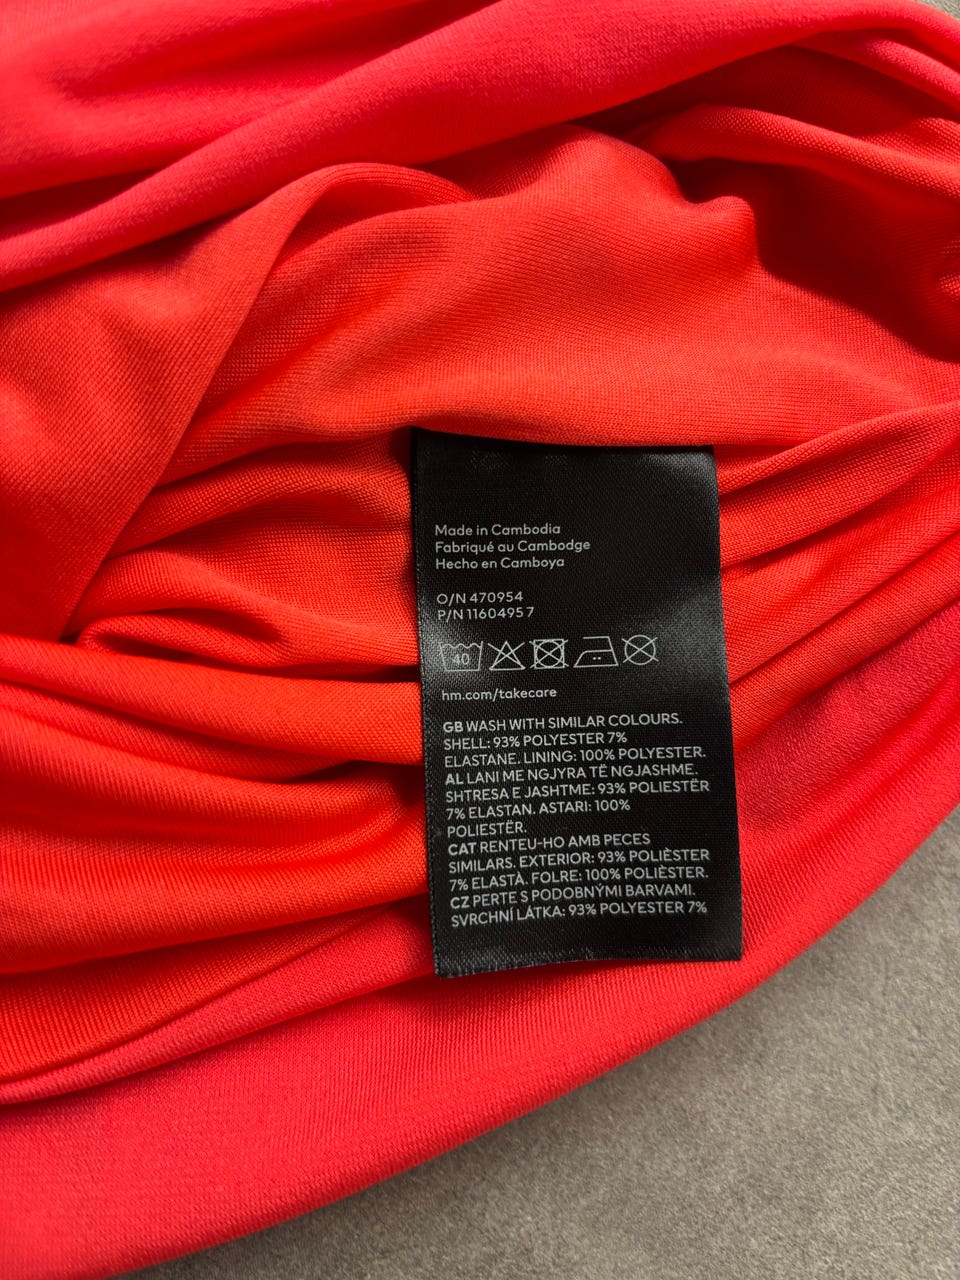 Made in Cambodia
Fabriqué au Cambodge
Hecho en Camboya
O/N 470954
P/N 11604957
40
hm.com/takecare
GB WASH WITH SIMILAR COLOURS.
SHELL: 93% POLYESTER 7%
ELASTANE. LINING: 100% POLYESTER.
AL LANI ME NGJYRA TË NGJASHME.
SHTRESA E JASHTME: 93% POLIESTËR
7% ELASTAN. ASTARI: 100%
POLIESTËR.
CAT RENTEU-HO AMB PECES
SIMILARS. EXTERIOR: 93% POLIÈSTER
7% ELASTÀ. FOLRE: 100% POLIÈSTER.
CZ PERTE S PODOBNÝMI BARVAMI.
SVRCHNÍ LÁTKA: 93% POLYESTER 7%